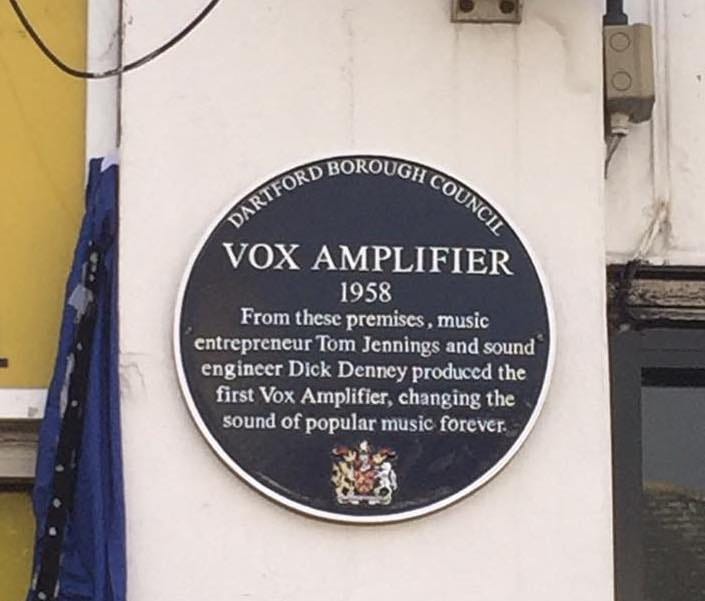 DARTFORD BOROUGH COUNCIL
VOX AMPLIFIER
1958
From these premises, music
entrepreneur Tom Jennings and sound
engineer Dick Denney produced the
first Vox Amplifier, changing the
sound of popular music forever.